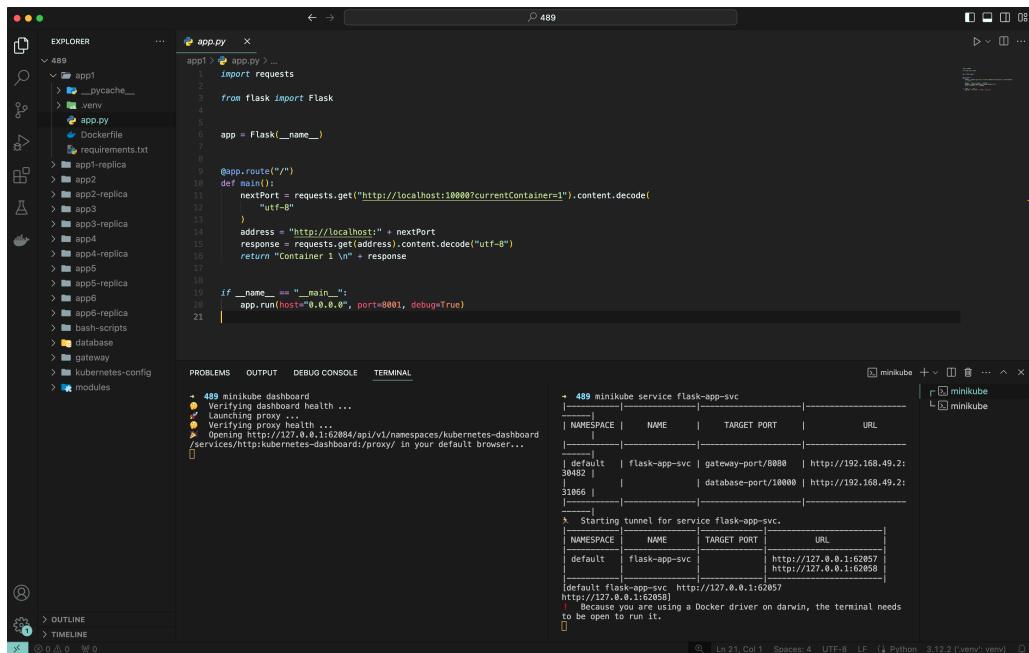 489
EXPLORER
489
app1
__pycache__
.venv
app.py
Dockerfile
requirements.txt
app1-replica
app2
app2-replica
app3
app3-replica
app4
app4-replica
app5
app5-replica
app6
app6-replica
bash-scripts
database
gateway
kubernetes-config
modules
OUTLINE
TIMELINE
app.py
app1 > app.py > ...
1 import requests
2
3 from flask import Flask
4
5
6 app = Flask(__name__)
7
8
9 @app.route("/")
10 def main():
11 nextPort = requests.get("http://localhost:10000?currentContainer=1").content.decode(
12 "utf-8"
13 )
14 address = "http://localhost:" + nextPort
15 response = requests.get(address).content.decode("utf-8")
16 return "Container 1 \n" + response
17
18
19 if __name__ == "__main__":
20 app.run(host="0.0.0.0", port=8001, debug=True)
21
PROBLEMS OUTPUT DEBUG CONSOLE TERMINAL
minikube
→ 489 minikube dashboard
Verifying dashboard health ...
Launching proxy ...
Verifying proxy health ...
Opening http://127.0.0.1:62084/api/v1/namespaces/kubernetes-dashboard
/services/http:kubernetes-dashboard:/proxy/ in your default browser...
→ 489 minikube service flask-app-svc
|-----------|---------------|---------------------|--------------------
------|
| NAMESPACE | NAME | TARGET PORT | URL
|
|-----------|---------------|---------------------|--------------------
------|
| default | flask-app-svc | gateway-port/8080 | http://192.168.49.2:
30482 |
| | | database-port/10000 | http://192.168.49.2:
31066 |
|-----------|---------------|---------------------|--------------------
------|
Starting tunnel for service flask-app-svc.
|-----------|---------------|-------------|------------------------|
| NAMESPACE | NAME | TARGET PORT | URL |
|-----------|---------------|-------------|------------------------|
| default | flask-app-svc | | http://127.0.0.1:62057 |
| | | | http://127.0.0.1:62058 |
|-----------|---------------|-------------|------------------------|
[default flask-app-svc http://127.0.0.1:62057
http://127.0.0.1:62058]
! Because you are using a Docker driver on darwin, the terminal needs
to be open to run it.
minikube
minikube
1
0 0 0
Ln 21, Col 1 Spaces: 4 UTF-8 LF Python 3.12.2 ('.venv': venv)